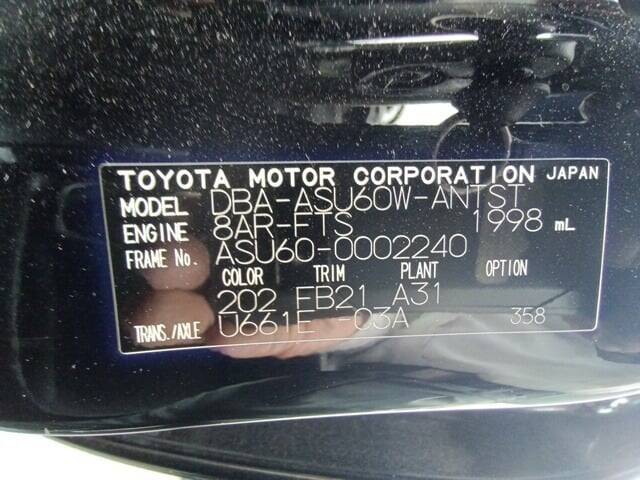 TOYOTA MOTOR CORPORATION JAPAN
MODEL DBA-ASU60W-ANTST
ENGINE 8AR-FTS 1998 mL
FRAME No. ASU60-0002240
COLOR TRIM PLANT OPTION
202 FB21 A31
TRANS./AXLE U661E -03A 358